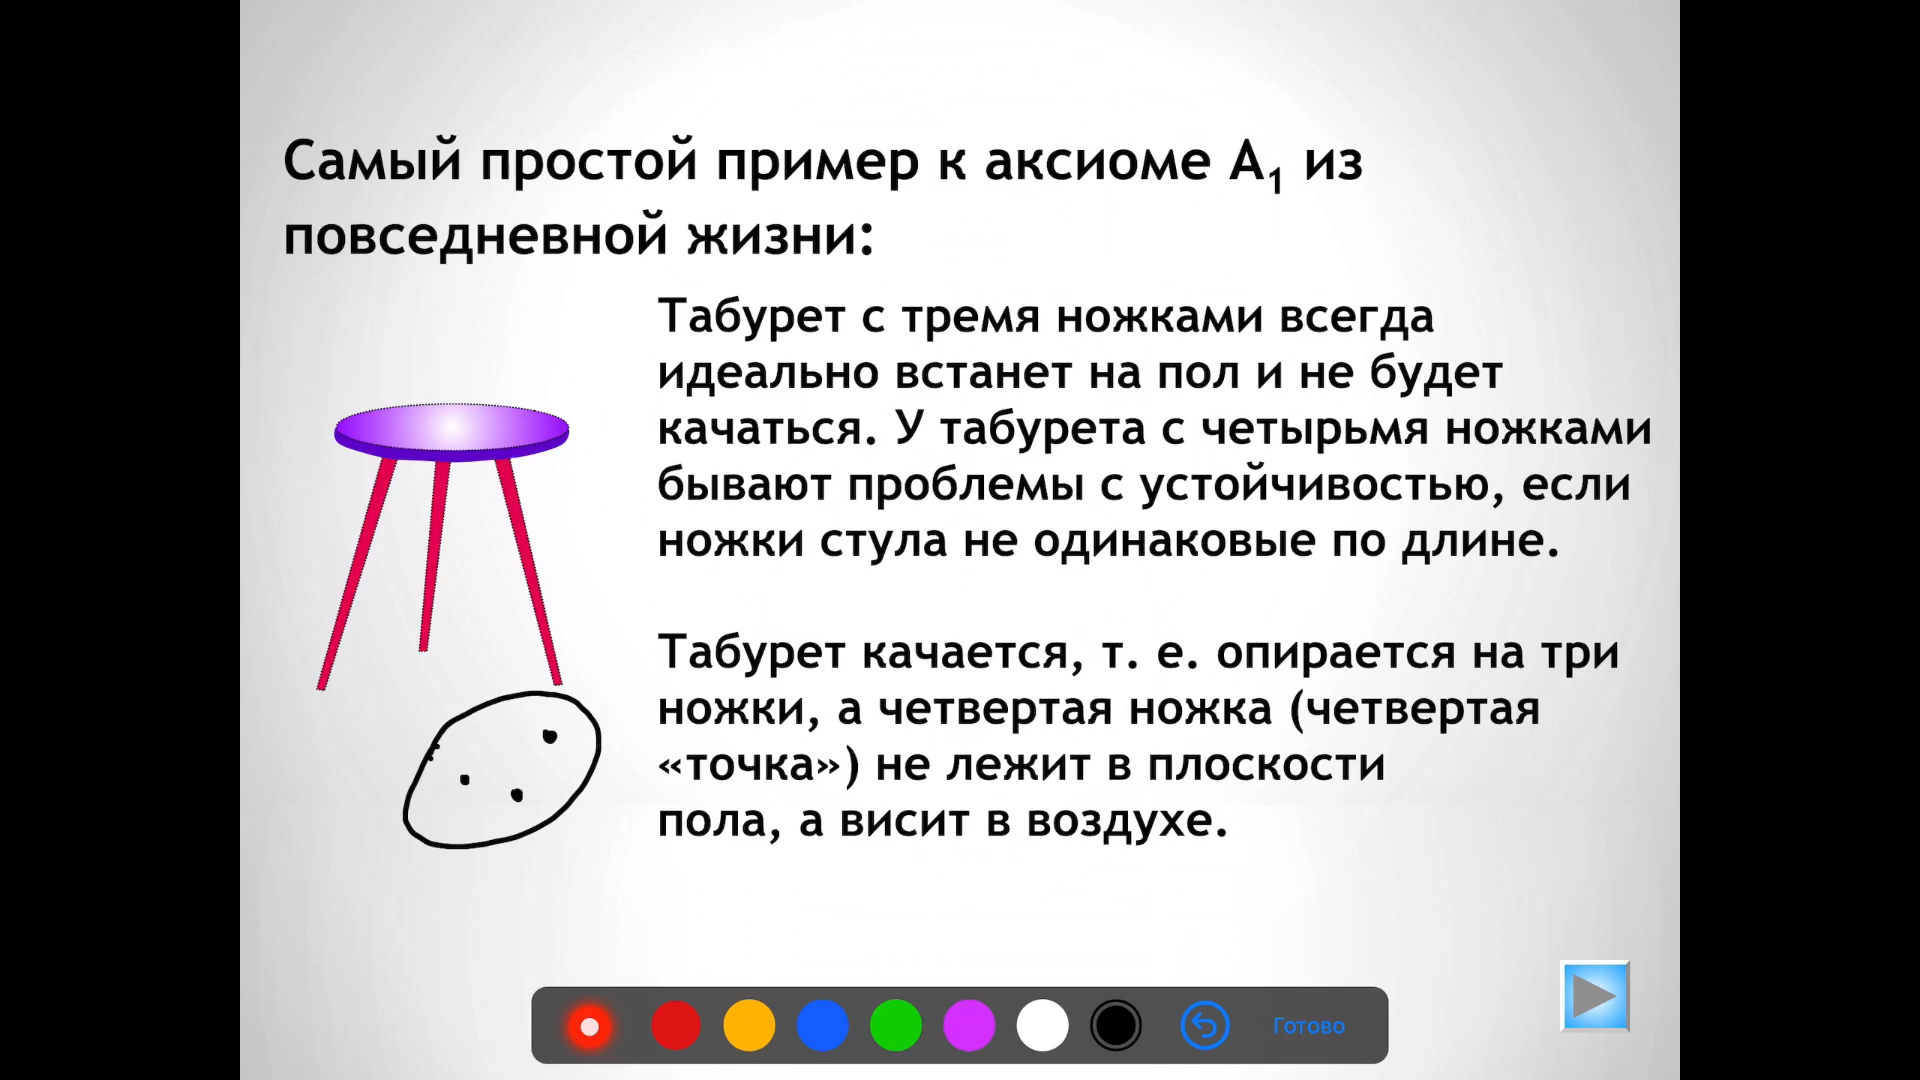 Самый простой пример к аксиоме А₁ из
повседневной жизни:
Табурет с тремя ножками всегда
идеально встанет на пол и не будет
качаться. У табурета с четырьмя ножками
бывают проблемы с устойчивостью, если
ножки стула не одинаковые по длине.
Табурет качается, т. е. опирается на три
ножки, а четвертая ножка (четвертая
«точка») не лежит в плоскости
пола, а висит в воздухе.
Готово